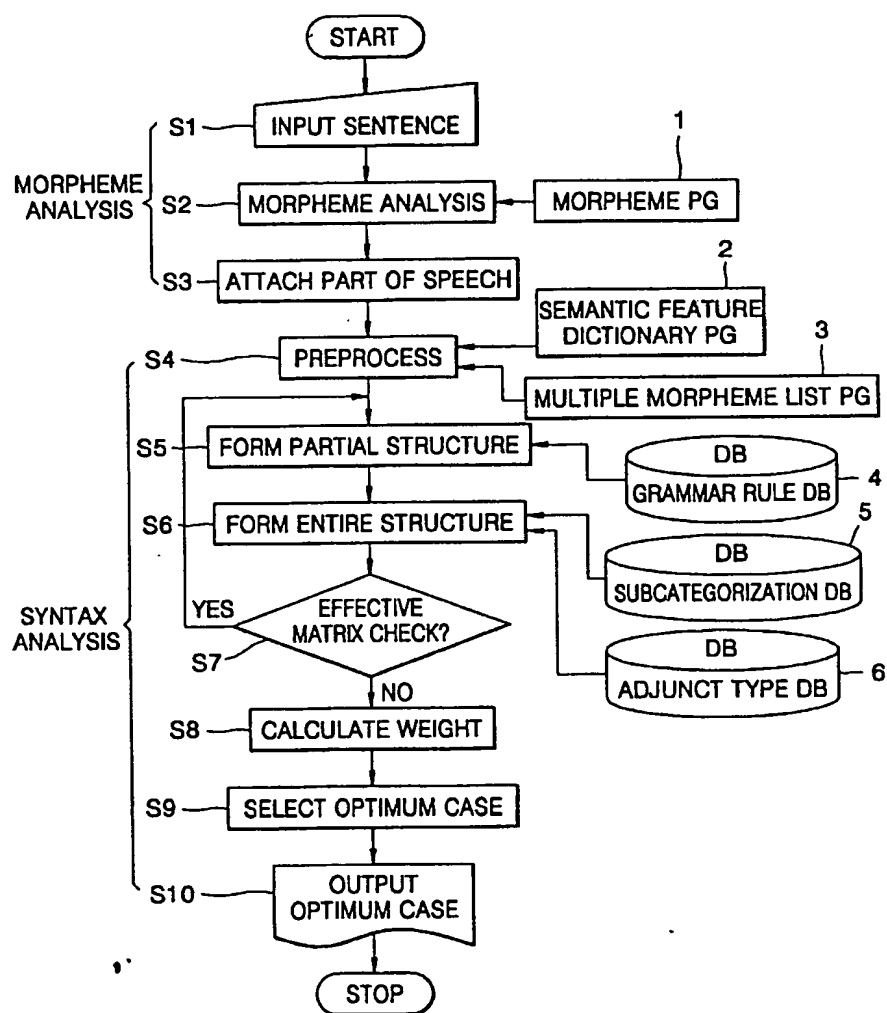 START
S1
INPUT SENTENCE
1
MORPHEME
ANALYSIS
S2
MORPHEME ANALYSIS
MORPHEME PG
S3
ATTACH PART OF SPEECH
2
SEMANTIC FEATURE
DICTIONARY PG
S4
PREPROCESS
3
MULTIPLE MORPHEME LIST PG
S5
FORM PARTIAL STRUCTURE
DB
GRAMMAR RULE DB
4
S6
FORM ENTIRE STRUCTURE
5
DB
SUBCATEGORIZATION DB
SYNTAX
ANALYSIS
YES
EFFECTIVE
MATRIX CHECK?
S7
NO
DB
ADJUNCT TYPE DB
6
S8
CALCULATE WEIGHT
S9
SELECT OPTIMUM CASE
S10
OUTPUT
OPTIMUM CASE
STOP